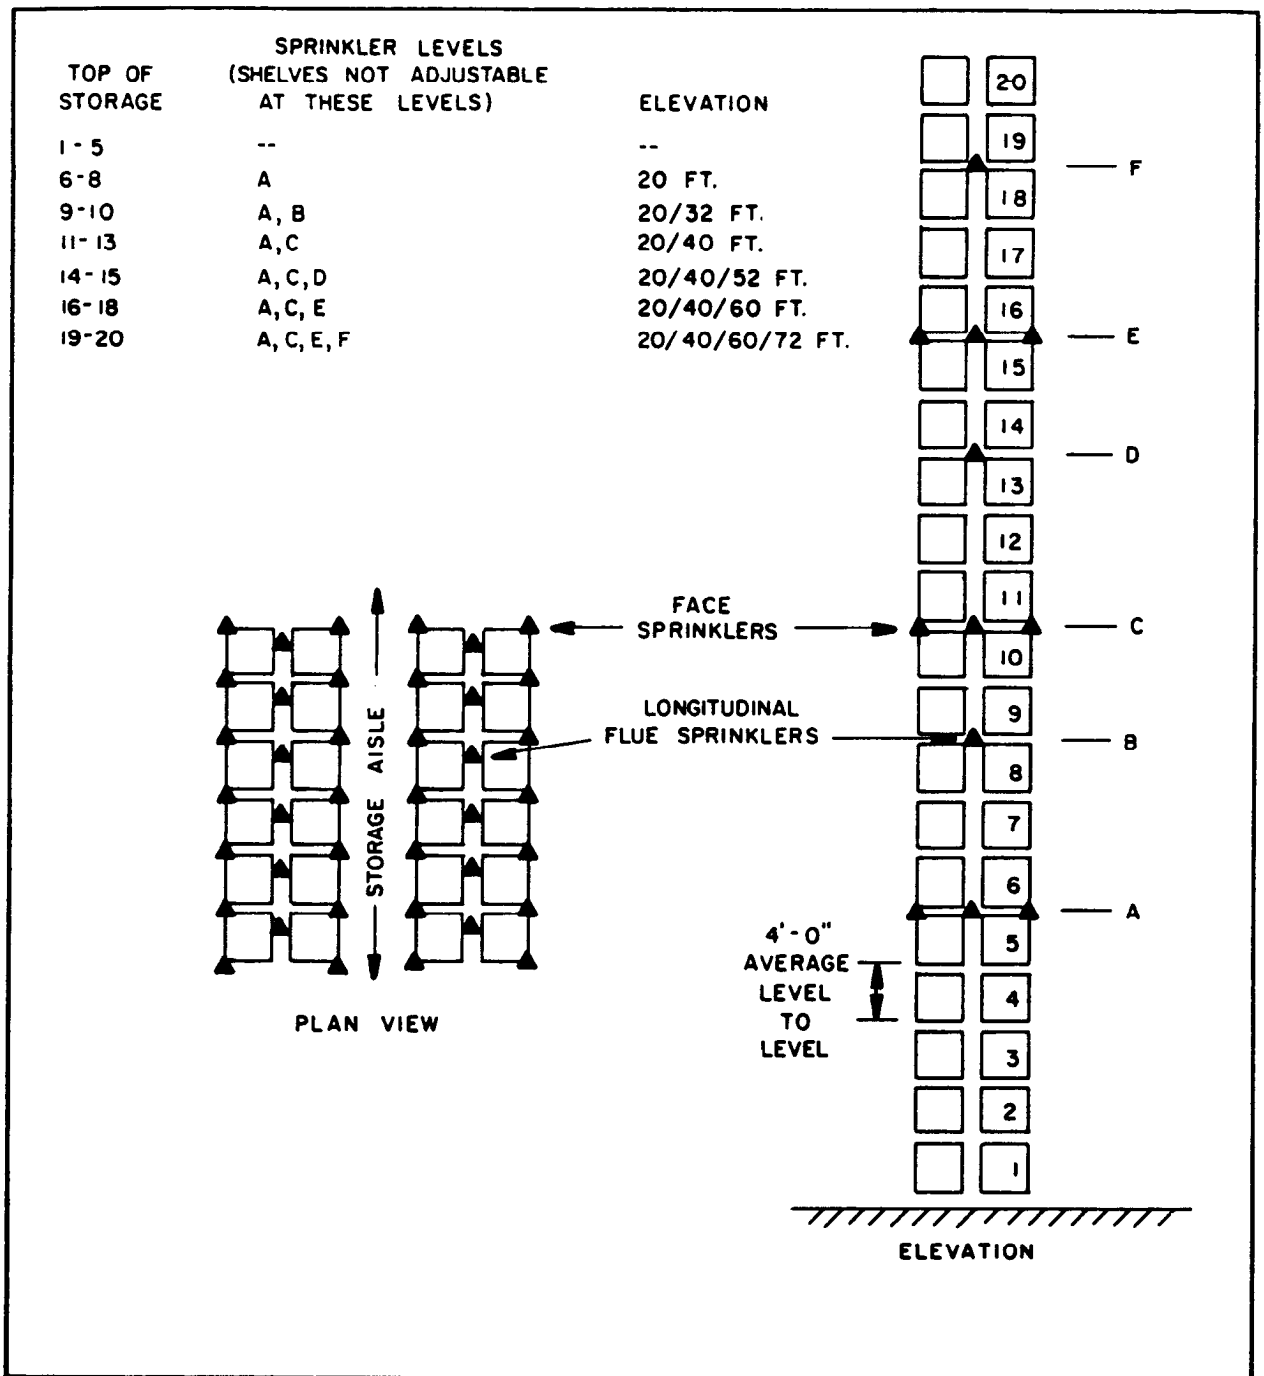 SPRINKLER LEVELS
TOP OF (SHELVES NOT ADJUSTABLE
STORAGE AT THESE LEVELS) ELEVATION
1-5 -- --
6-8 A 20 FT.
9-10 A, B 20/32 FT.
11-13 A,C 20/40 FT.
14-15 A,C,D 20/40/52 FT.
16-18 A,C,E 20/40/60 FT.
19-20 A,C,E,F 20/40/60/72 FT.
20
19
F
18
17
16
E
15
14
D
13
12
11
FACE
SPRINKLERS
C
10
9
LONGITUDINAL
FLUE SPRINKLERS
B
8
7
6
A
5
4
3
2
1
STORAGE AISLE
4'-0"
AVERAGE
LEVEL
TO
LEVEL
PLAN VIEW
ELEVATION